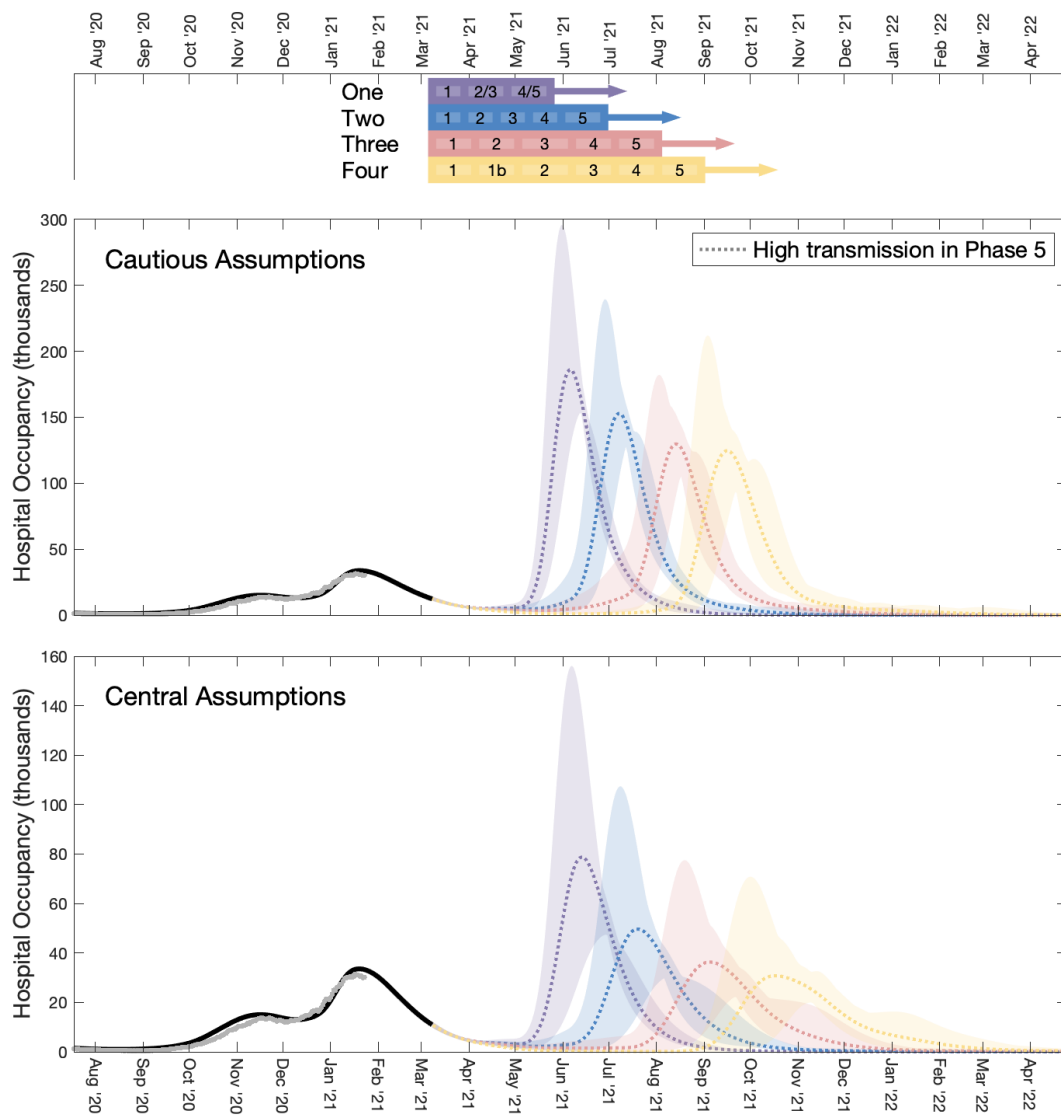 Aug '20 Sep '20 Oct '20 Nov '20 Dec '20 Jan '21 Feb '21 Mar '21 Apr '21 May '21 Jun '21 Jul '21 Aug '21 Sep '21 Oct '21 Nov '21 Dec '21 Jan '22 Feb '22 Mar '22 Apr '22
One 1 2/3 4/5
Two 1 2 3 4 5
Three 1 2 3 4 5
Four 1 1b 2 3 4 5
Cautious Assumptions
High transmission in Phase 5
Hospital Occupancy (thousands)
300
250
200
150
100
50
0
Central Assumptions
Hospital Occupancy (thousands)
160
140
120
100
80
60
40
20
0
Aug '20 Sep '20 Oct '20 Nov '20 Dec '20 Jan '21 Feb '21 Mar '21 Apr '21 May '21 Jun '21 Jul '21 Aug '21 Sep '21 Oct '21 Nov '21 Dec '21 Jan '22 Feb '22 Mar '22 Apr '22